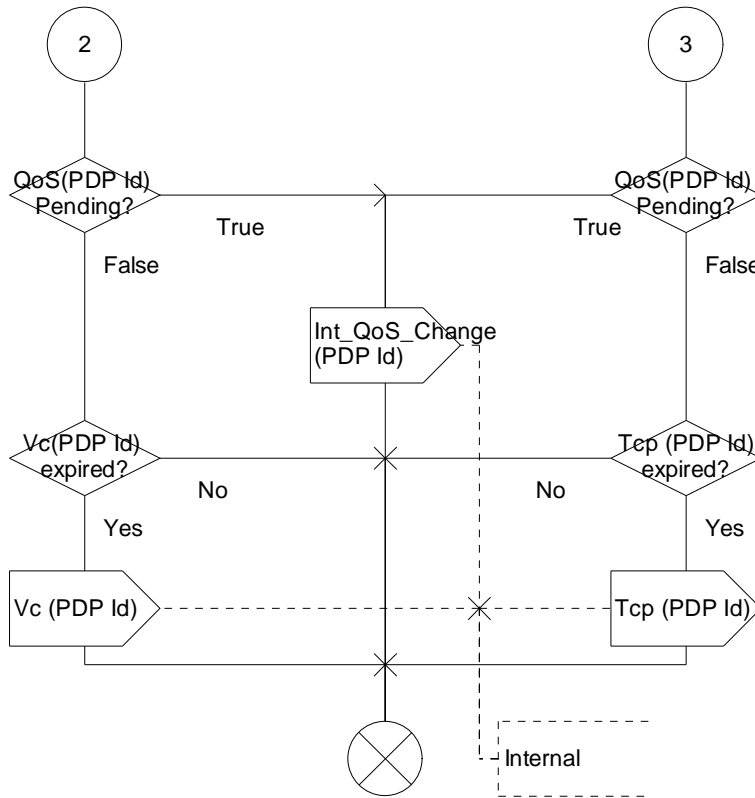 2
3
QoS(PDP Id)
Pending?
QoS(PDP Id)
Pending?
True
True
False
False
Int_QoS_Change
(PDP Id)
Vc(PDP Id)
expired?
Tcp (PDP Id)
expired?
No
No
Yes
Yes
Vc (PDP Id)
Tcp (PDP Id)
Internal